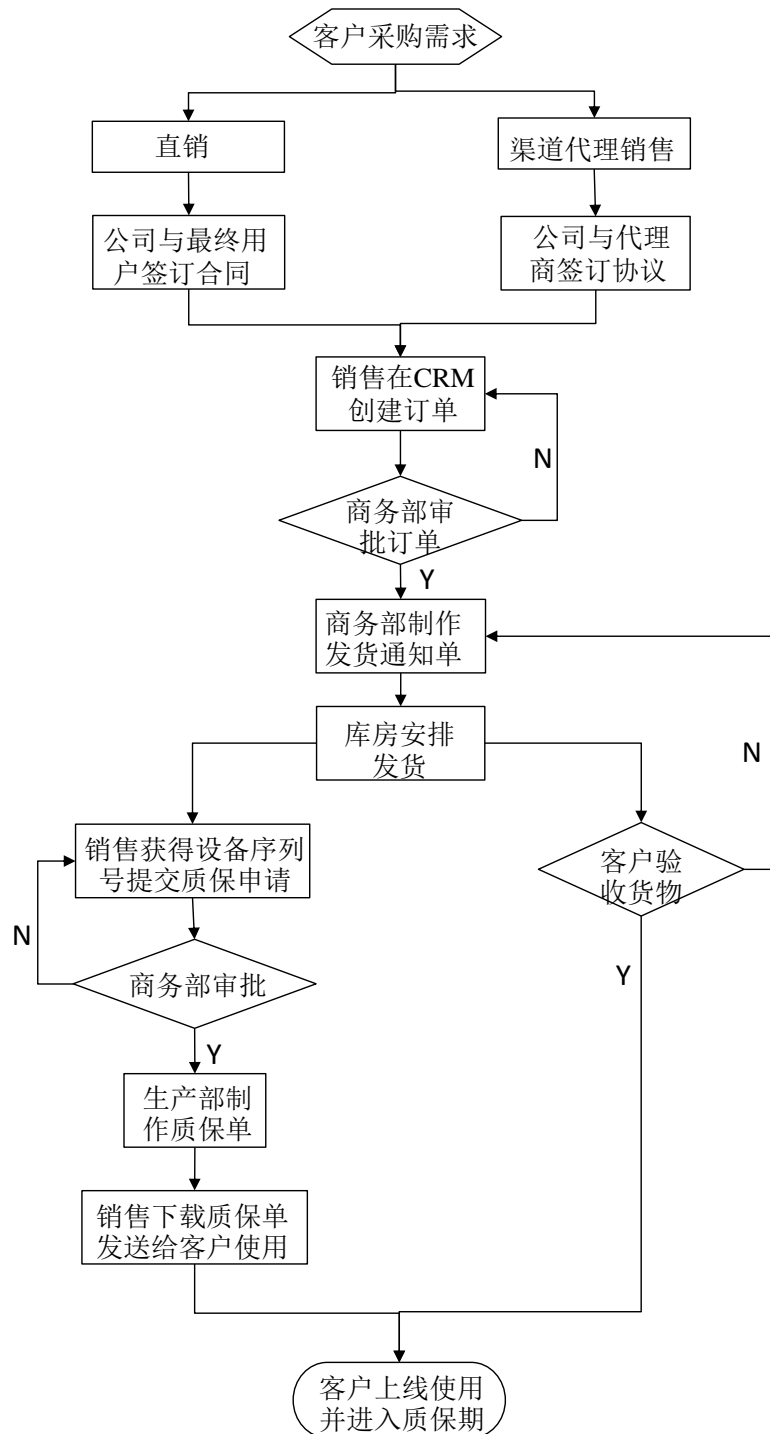 客户采购需求
直销
渠道代理销售
公司与最终用
户签订合同
公司与代理
商签订协议
销售在CRM
创建订单
N
商务部审
批订单
Y
商务部制作
发货通知单
库房安排
发货
N
销售获得设备序列
号提交质保申请
客户验
收货物
N
商务部审批
Y
Y
生产部制
作质保单
销售下载质保单
发送给客户使用
客户上线使用
并进入质保期